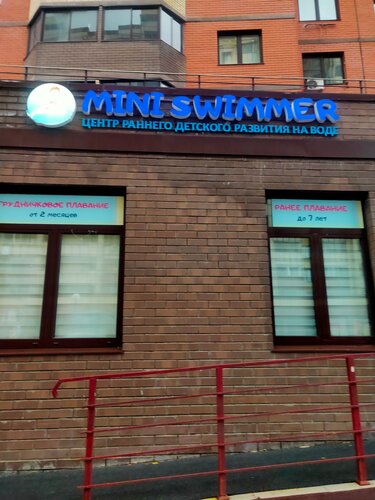 MINI SWIMMER
ЦЕНТР РАННЕГО ДЕТСКОГО РАЗВИТИЯ НА ВОДЕ
ГРУДНИЧКОВОЕ ПЛАВАНИЕ
от 2 месяцев
РАНЕЕ ПЛАВАНИЕ
до 7 лет